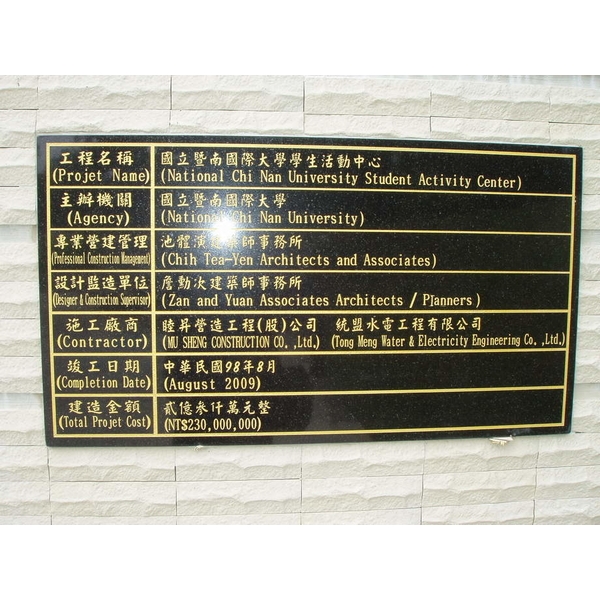 工程名稱 國立暨南國際大學學生活動中心
(Projet Name) (National Chi Nan University Student Activity Center)
主辦機關 國立暨南國際大學
(Agency) (National Chi Nan University)
專業營建管理 池體演建築師事務所
(Professional Construction Management) (Chih Tea-Yen Architects and Associates)
設計監造單位 詹勳次建築師事務所
(Designer & Construction Supervisor) (Zan and Yuan Associates Architects / Planners)
施工廠商 睦昇營造工程(股)公司 統盟水電工程有限公司
(Contractor) (MU SHENG CONSTRUCTION CO. ,Ltd.) (Tong Meng Water & Electricity Engineering Co. ,Ltd.)
竣工日期 中華民國98年8月
(Completion Date) (August 2009)
建造金額 貳億參仟萬元整
(Total Projet Cost) (NT$230,000,000)